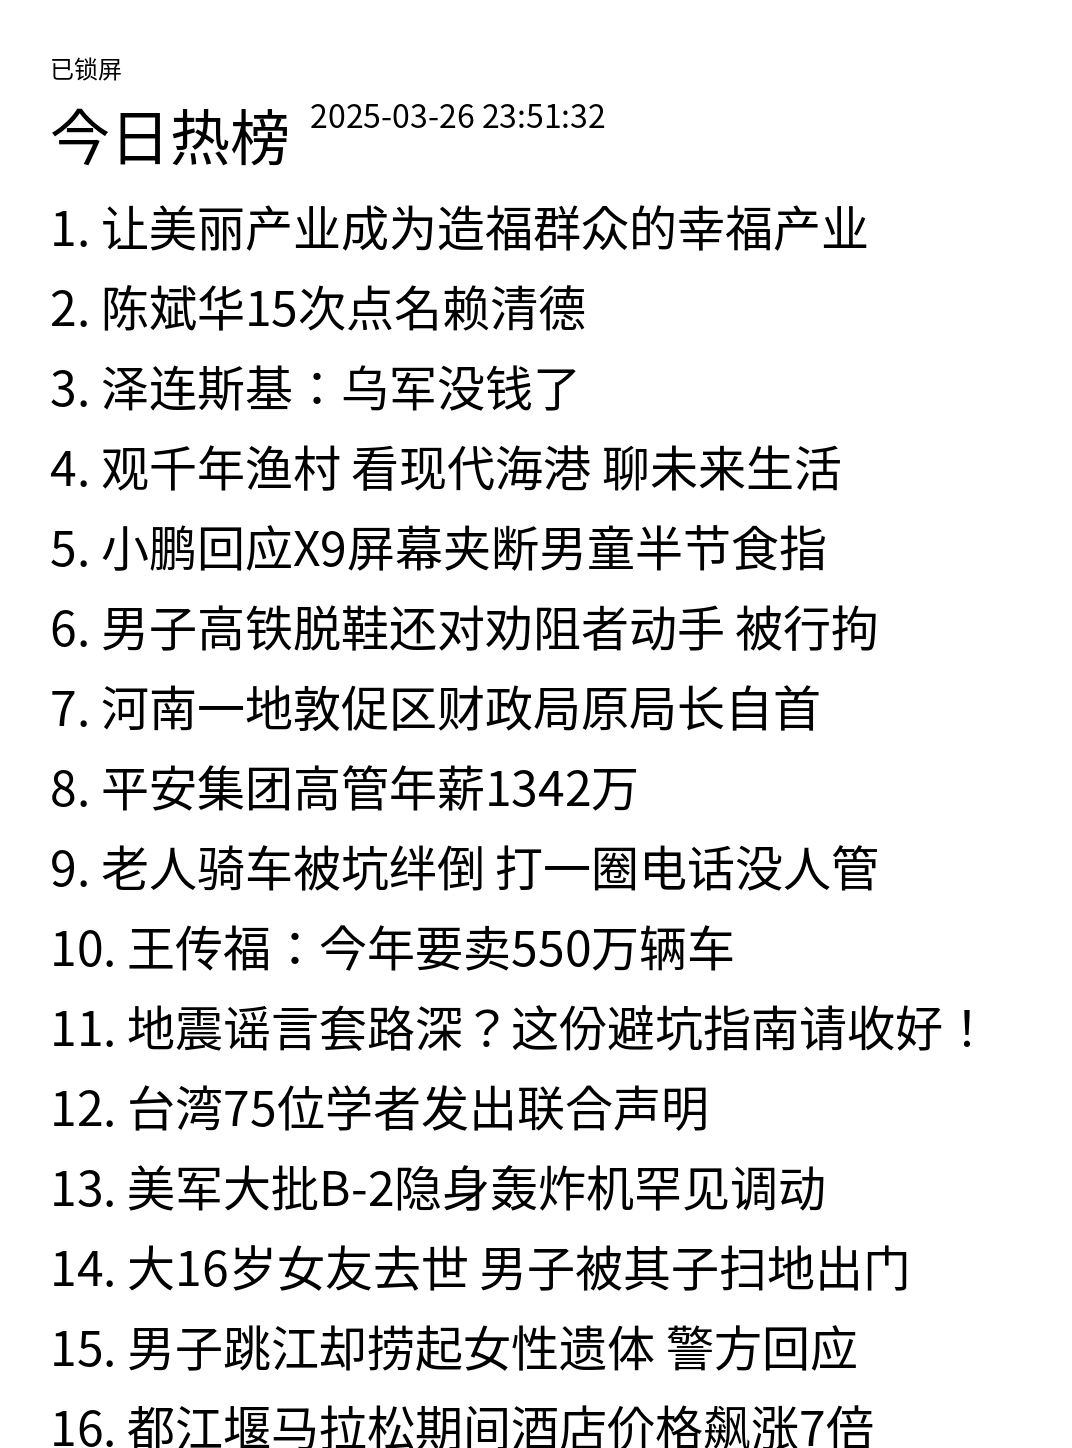 已锁屏
今日热榜 2025-03-26 23:51:32
1. 让美丽产业成为造福群众的幸福产业
2. 陈斌华15次点名赖清德
3. 泽连斯基：乌军没钱了
4. 观千年渔村 看现代海港 聊未来生活
5. 小鹏回应X9屏幕夹断男童半节食指
6. 男子高铁脱鞋还对劝阻者动手 被行拘
7. 河南一地敦促区财政局原局长自首
8. 平安集团高管年薪1342万
9. 老人骑车被坑绊倒 打一圈电话没人管
10. 王传福：今年要卖550万辆车
11. 地震谣言套路深？这份避坑指南请收好！
12. 台湾75位学者发出联合声明
13. 美军大批B-2隐身轰炸机罕见调动
14. 大16岁女友去世 男子被其子扫地出门
15. 男子跳江却捞起女性遗体 警方回应
16. 都江堰马拉松期间酒店价格飙涨7倍